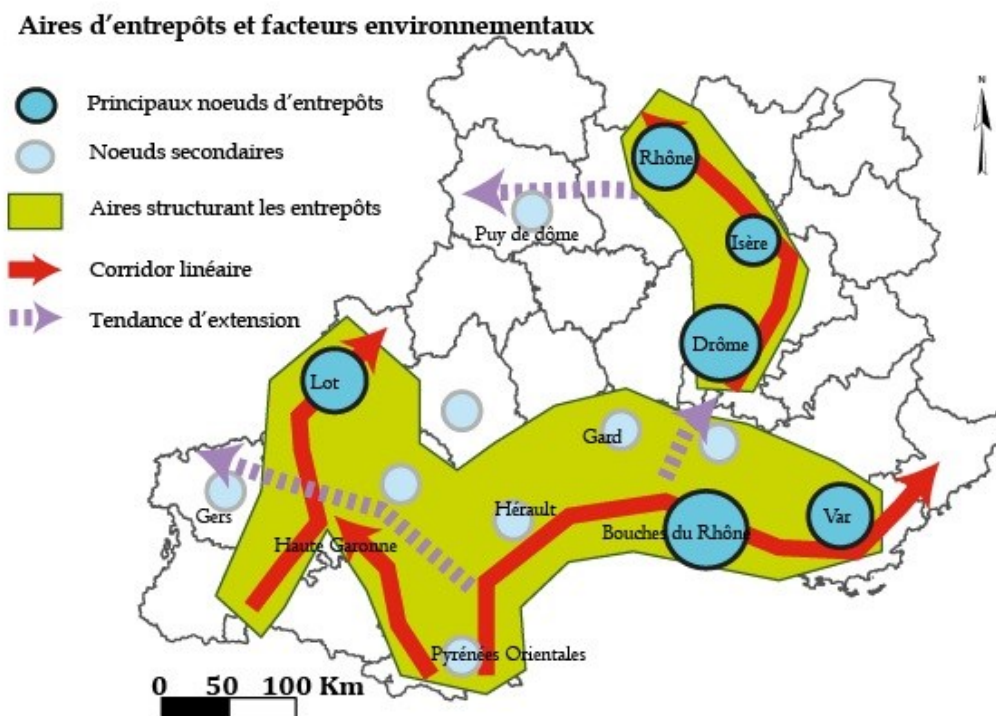 Aires d'entrepôts et facteurs environnementaux
Principaux noeuds d'entrepôts
Noeuds secondaires
Aires structurant les entrepôts
Corridor linéaire
Tendance d'extension
N
Rhône
Puy de dôme
Isère
Drôme
Lot
Gard
Gers
Hérault
Bouches du Rhône
Var
Haute Garonne
Pyrénées Orientales
0 50 100 Km